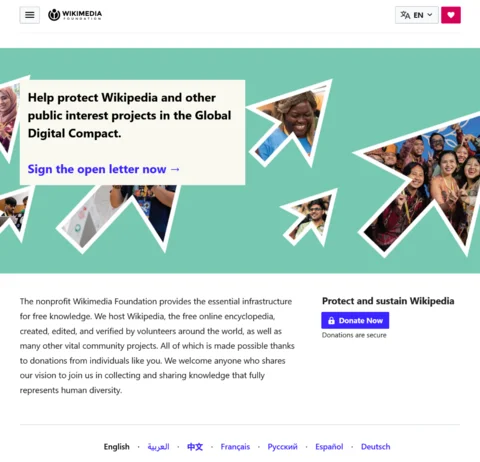 WIKIMEDIA
FOUNDATION
EN
Help protect Wikipedia and other
public interest projects in the Global
Digital Compact.
Sign the open letter now →
The nonprofit Wikimedia Foundation provides the essential infrastructure
for free knowledge. We host Wikipedia, the free online encyclopedia,
created, edited, and verified by volunteers around the world, as well as
many other vital community projects. All of which is made possible thanks
to donations from individuals like you. We welcome anyone who shares
our vision to join us in collecting and sharing knowledge that fully
represents human diversity.
Protect and sustain Wikipedia
Donate Now
Donations are secure
English · العربية · 中文 · Français · Русский · Español · Deutsch